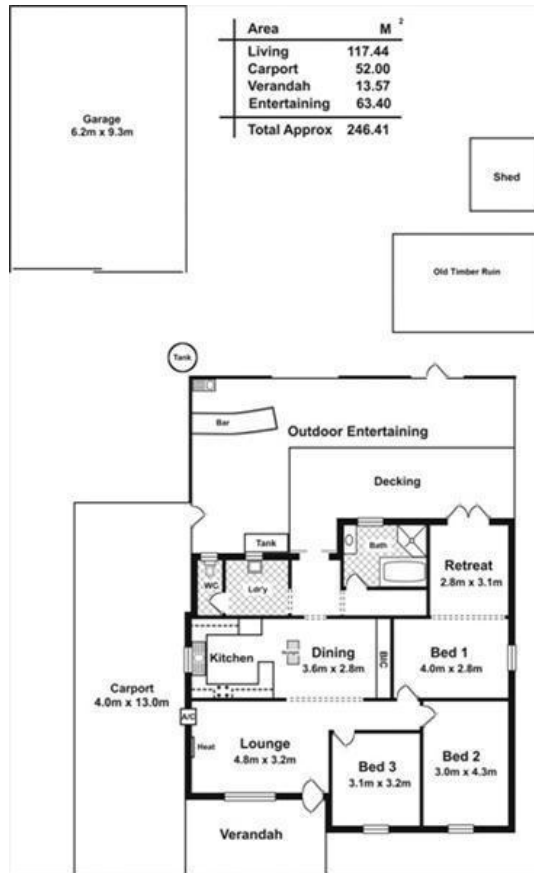 Area M²
Living 117.44
Carport 52.00
Verandah 13.57
Entertaining 63.40
Total Approx 246.41
Garage
6.2m x 9.3m
Shed
Old Timber Ruin
Tank
Bar
Outdoor Entertaining
Decking
Tank
Bath
Retreat
2.8m x 3.1m
WC
Ldr'y
Kitchen
Dining
3.6m x 2.8m
BIC
Bed 1
4.0m x 2.8m
Carport
4.0m x 13.0m
A/C
Heat
Lounge
4.8m x 3.2m
Bed 3
3.1m x 3.2m
Bed 2
3.0m x 4.3m
Verandah